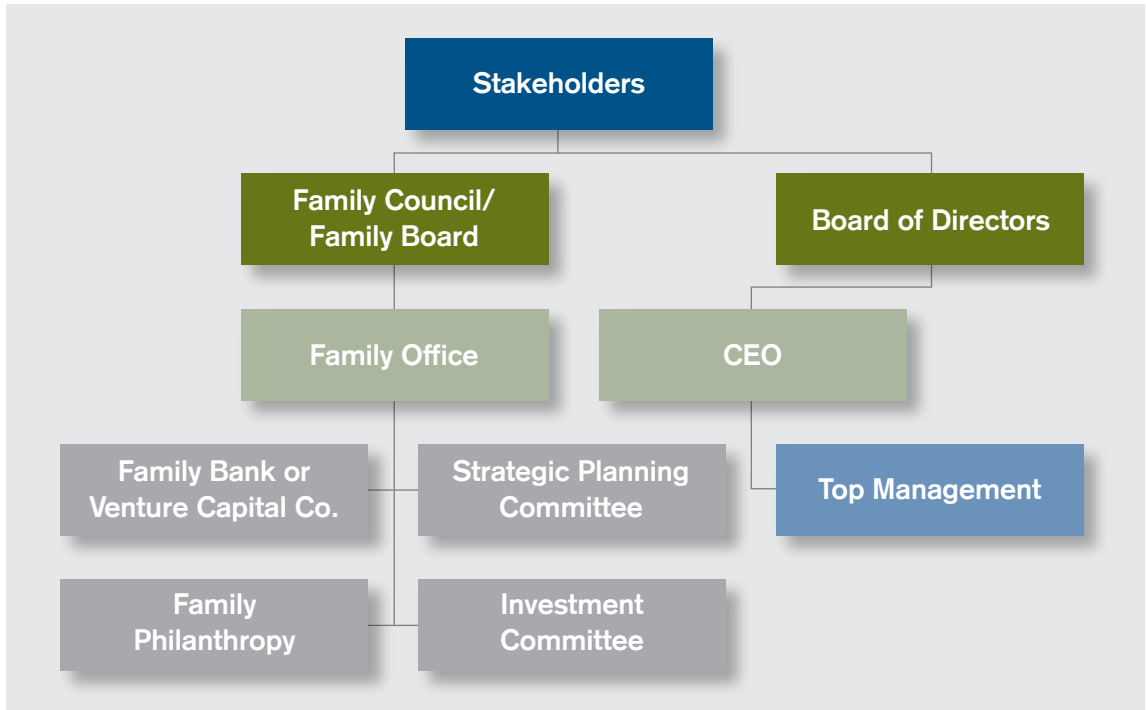 Stakeholders
Family Council/
Family Board
Board of Directors
Family Office
CEO
Family Bank or
Venture Capital Co.
Strategic Planning
Committee
Top Management
Family
Philanthropy
Investment
Committee